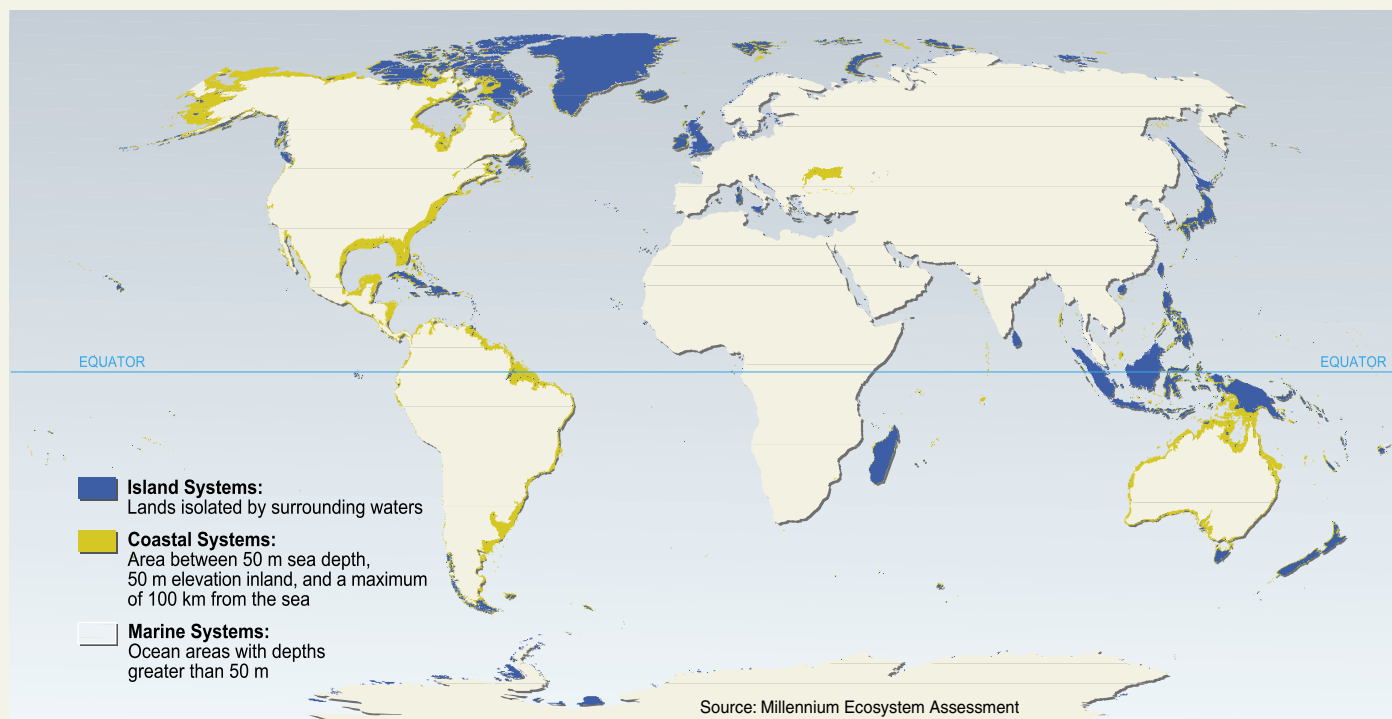 EQUATOR
EQUATOR
Island Systems:
Lands isolated by surrounding waters
Coastal Systems:
Area between 50 m sea depth,
50 m elevation inland, and a maximum
of 100 km from the sea
Marine Systems:
Ocean areas with depths
greater than 50 m
Source: Millennium Ecosystem Assessment